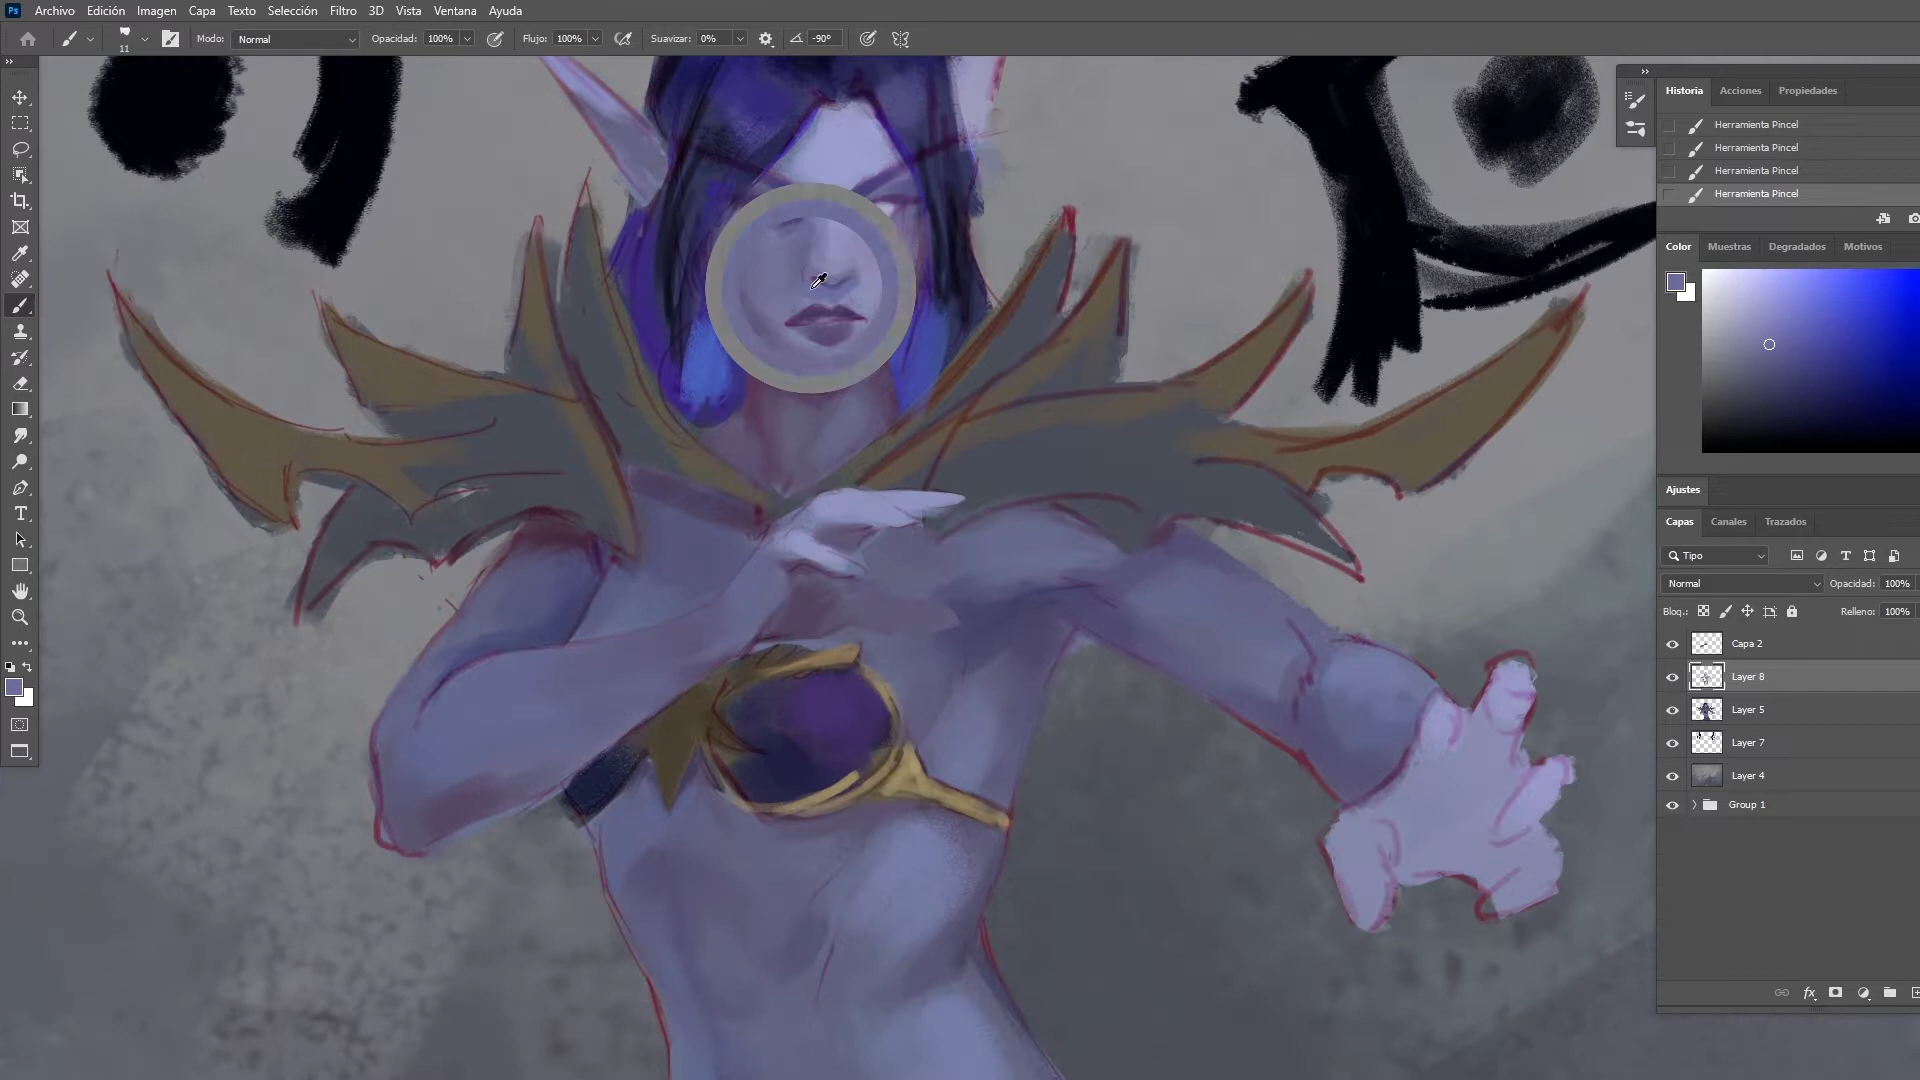 Ps Archivo Edición Imagen Capa Texto Selección Filtro 3D Vista Ventana Ayuda
11 Modo: Normal Opacidad: 100% Flujo: 100% Suavizar: 0% -90°
Historia Acciones Propiedades
Herramienta Pincel
Herramienta Pincel
Herramienta Pincel
Herramienta Pincel
Color Muestras Degradados Motivos
Ajustes
Capas Canales Trazados
Tipo
Normal Opacidad: 100%
Bloq.: Relleno: 100%
Capa 2
Layer 8
Layer 5
Layer 7
Layer 4
Group 1
fx